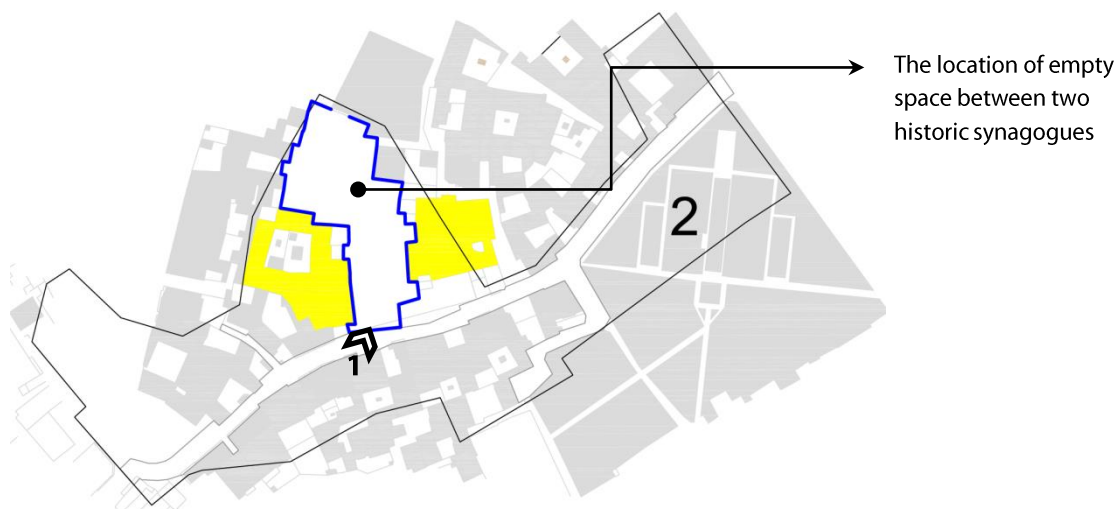 The location of empty
space between two
historic synagogues
2
1